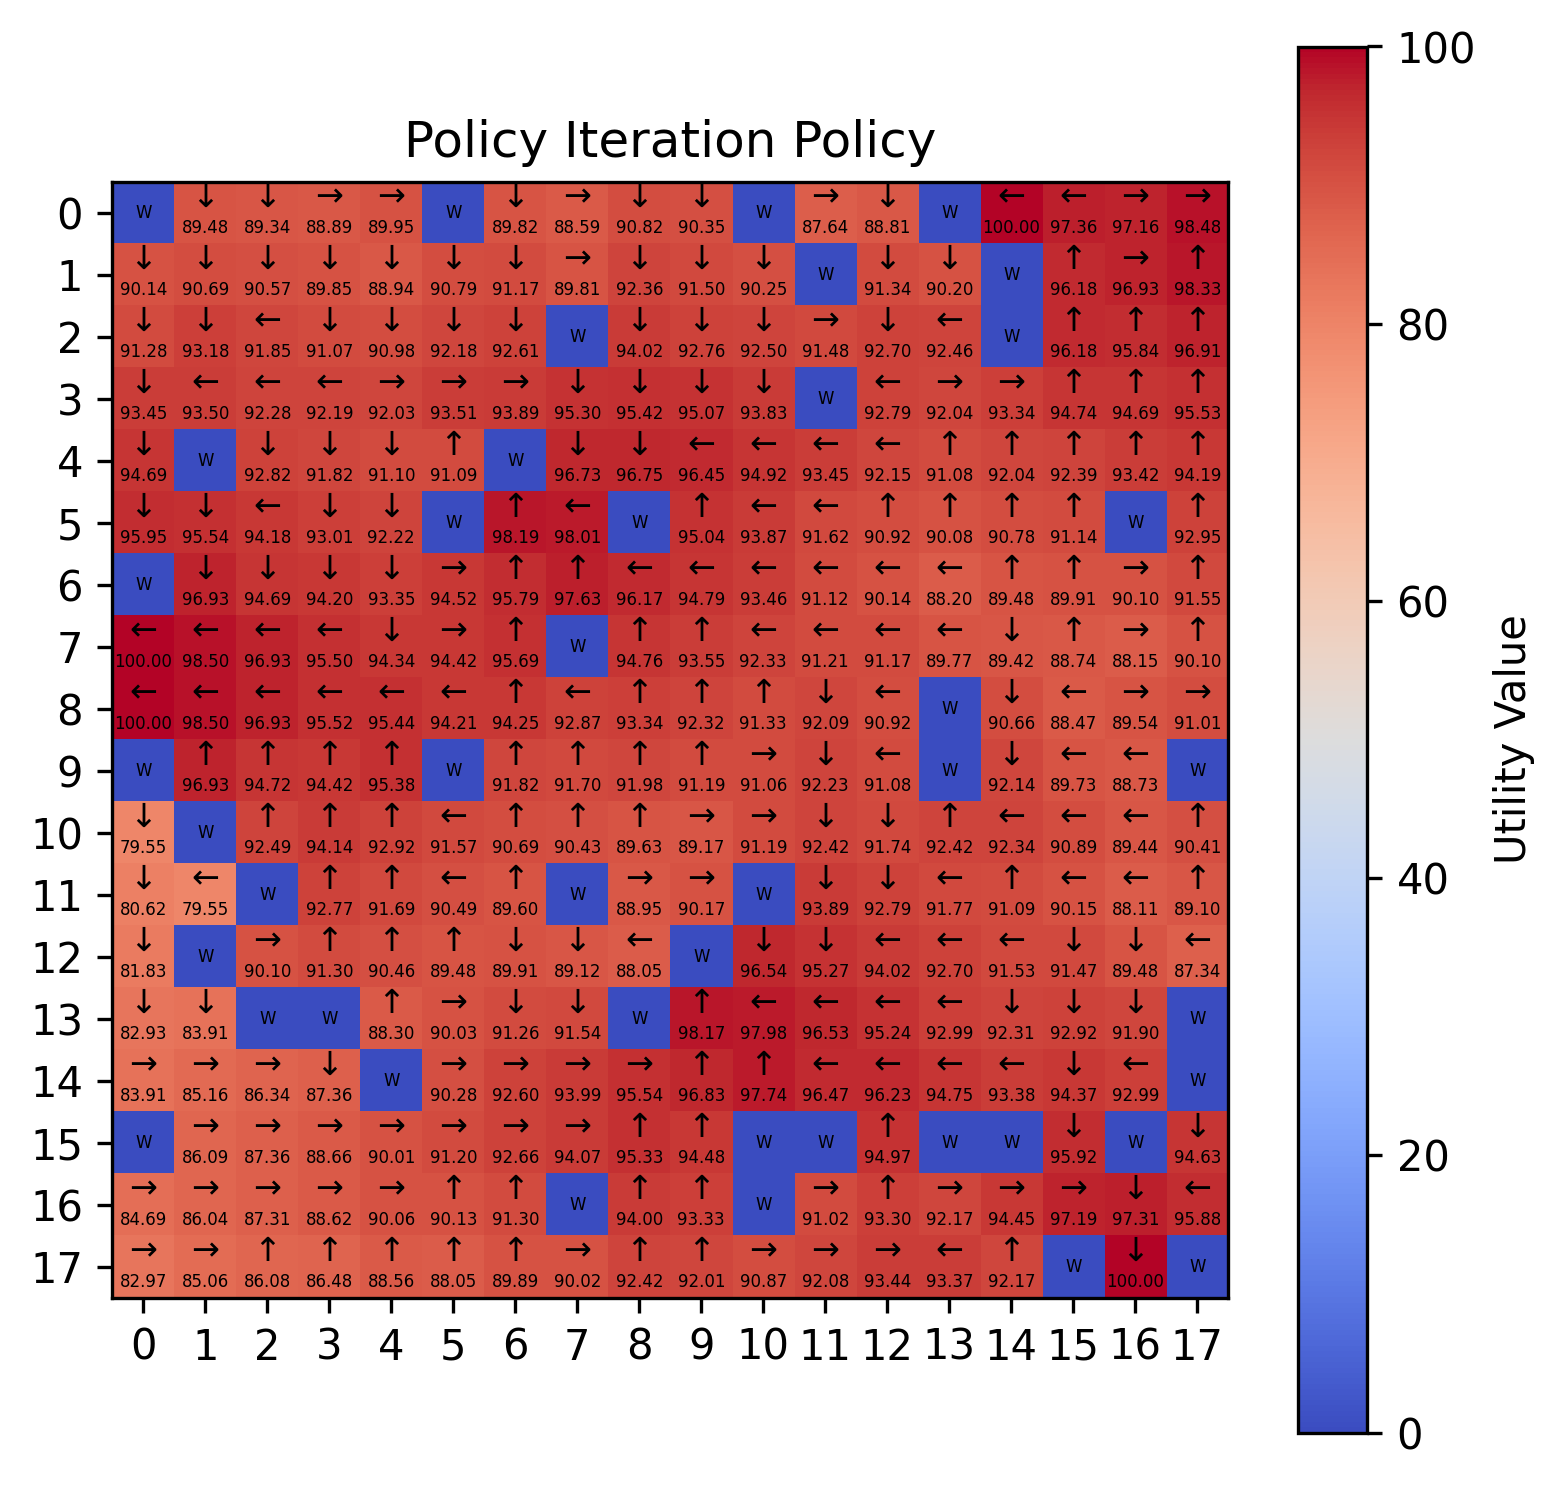 Policy Iteration Policy
0 W ↓ ↓ → → W ↓ → ↓ ↓ W → ↓ W ← ← → →
89.48 89.34 88.89 89.95 89.82 88.59 90.82 90.35 87.64 88.81 100.00 97.36 97.16 98.48
1 ↓ ↓ ↓ ↓ ↓ ↓ ↓ → ↓ ↓ ↓ W ↓ ↓ W ↑ → ↑
90.14 90.69 90.57 89.85 88.94 90.79 91.17 89.81 92.36 91.50 90.25 91.34 90.20 96.18 96.93 98.33
2 ↓ ↓ ← ↓ ↓ ↓ ↓ W ↓ ↓ ↓ → ↓ ← W ↑ ↑ ↑
91.28 93.18 91.85 91.07 90.98 92.18 92.61 94.02 92.76 92.50 91.48 92.70 92.46 96.18 95.84 96.91
3 ↓ ← ← ← → → → ↓ ↓ ↓ ↓ W ← → → ↑ ↑ ↑
93.45 93.50 92.28 92.19 92.03 93.51 93.89 95.30 95.42 95.07 93.83 92.79 92.04 93.34 94.74 94.69 95.53
4 ↓ W ↓ ↓ ↓ ↑ W ↓ ↓ ← ← ← ← ↑ ↑ ↑ ↑ ↑
94.69 92.82 91.82 91.10 91.09 96.73 96.75 96.45 94.92 93.45 92.15 91.08 92.04 92.39 93.42 94.19
5 ↓ ↓ ← ↓ ↓ W ↑ ← W ↑ ← ← ↑ ↑ ↑ ↑ W ↑
95.95 95.54 94.18 93.01 92.22 98.19 98.01 95.04 93.87 91.62 90.92 90.08 90.78 91.14 92.95
6 W ↓ ↓ ↓ ↓ → ↑ ↑ ← ← ← ← ← ← ↑ ↑ → ↑
96.93 94.69 94.20 93.35 94.52 95.79 97.63 96.17 94.79 93.46 91.12 90.14 88.20 89.48 89.91 90.10 91.55
7 ← ← ← ← ↓ → ↑ W ↑ ↑ ← ← ← ← ↓ ↑ → ↑
100.00 98.50 96.93 95.50 94.34 94.42 95.69 94.76 93.55 92.33 91.21 91.17 89.77 89.42 88.74 88.15 90.10
8 ← ← ← ← ← ← ↑ ← ↑ ↑ ↑ ↓ ← W ↓ ← → →
100.00 98.50 96.93 95.52 95.44 94.21 94.25 92.87 93.34 92.32 91.33 92.09 90.92 90.66 88.47 89.54 91.01
9 W ↑ ↑ ↑ ↑ W ↑ ↑ ↑ ↑ → ↓ ← W ↓ ← ← W
96.93 94.72 94.42 95.38 91.82 91.70 91.98 91.19 91.06 92.23 91.08 92.14 89.73 88.73
10 ↓ W ↑ ↑ ↑ ← ↑ ↑ ↑ → → ↓ ↓ ↑ ← ← ← ↑
79.55 92.49 94.14 92.92 91.57 90.69 90.43 89.63 89.17 91.19 92.42 91.74 92.42 92.34 90.89 89.44 90.41
11 ↓ ← W ↑ ↑ ← ↑ W → → W ↓ ↓ ← ↑ ← ← ↑
80.62 79.55 92.77 91.69 90.49 89.60 88.95 90.17 93.89 92.79 91.77 91.09 90.15 88.11 89.10
12 ↓ W → ↑ ↑ ↑ ↓ ↓ ← W ↓ ↓ ← ← ← ↓ ↓ ←
81.83 90.10 91.30 90.46 89.48 89.91 89.12 88.05 96.54 95.27 94.02 92.70 91.53 91.47 89.48 87.34
13 ↓ ↓ W W ↑ → ↓ ↓ W ↑ ← ← ← ← ↓ ↓ ↓ W
82.93 83.91 88.30 90.03 91.26 91.54 98.17 97.98 96.53 95.24 92.99 92.31 92.92 91.90
14 → → → ↓ W → → → → ↑ ↑ ← ← ← ← ↓ ← W
83.91 85.16 86.34 87.36 90.28 92.60 93.99 95.54 96.83 97.74 96.47 96.23 94.75 93.38 94.37 92.99
15 W → → → → → → → ↑ ↑ W W ↑ W W ↓ W ↓
86.09 87.36 88.66 90.01 91.20 92.66 94.07 95.33 94.48 94.97 95.92 94.63
16 → → → → → ↑ ↑ W ↑ ↑ W → ↑ → → → ↓ ←
84.69 86.04 87.31 88.62 90.06 90.13 91.30 94.00 93.33 91.02 93.30 92.17 94.45 97.19 97.31 95.88
17 → → ↑ ↑ ↑ ↑ ↑ → ↑ ↑ → → → ← ↑ W ↓ W
82.97 85.06 86.08 86.48 88.56 88.05 89.89 90.02 92.42 92.01 90.87 92.08 93.44 93.37 92.17 100.00
0 1 2 3 4 5 6 7 8 9 10 11 12 13 14 15 16 17
100
80
60
40
20
0
Utility Value